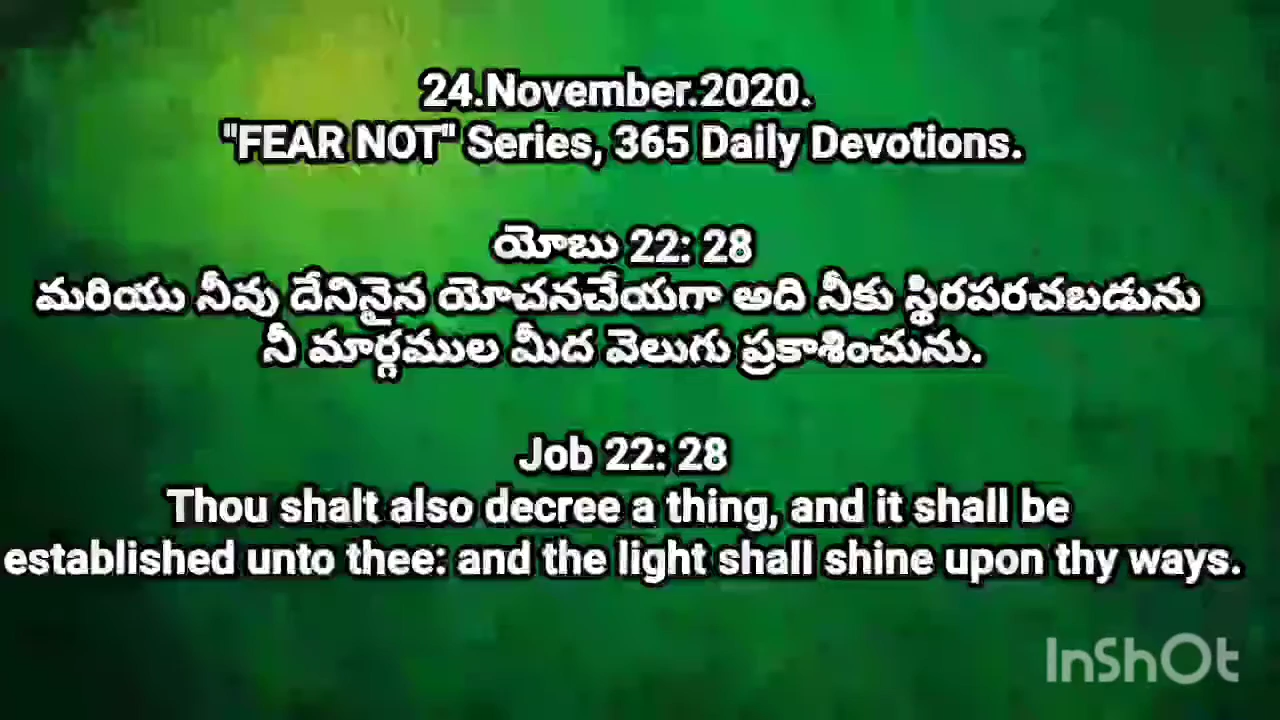 24.November.2020.
"FEAR NOT" Series, 365 Daily Devotions.
యోబు 22: 28
మరియు నీవు దేనినైన యోచనచేయగా అది నీకు స్థిరపరచబడును
నీ మార్గముల మీద వెలుగు ప్రకాశించును.
Job 22: 28
Thou shalt also decree a thing, and it shall be
established unto thee: and the light shall shine upon thy ways.
InShOt